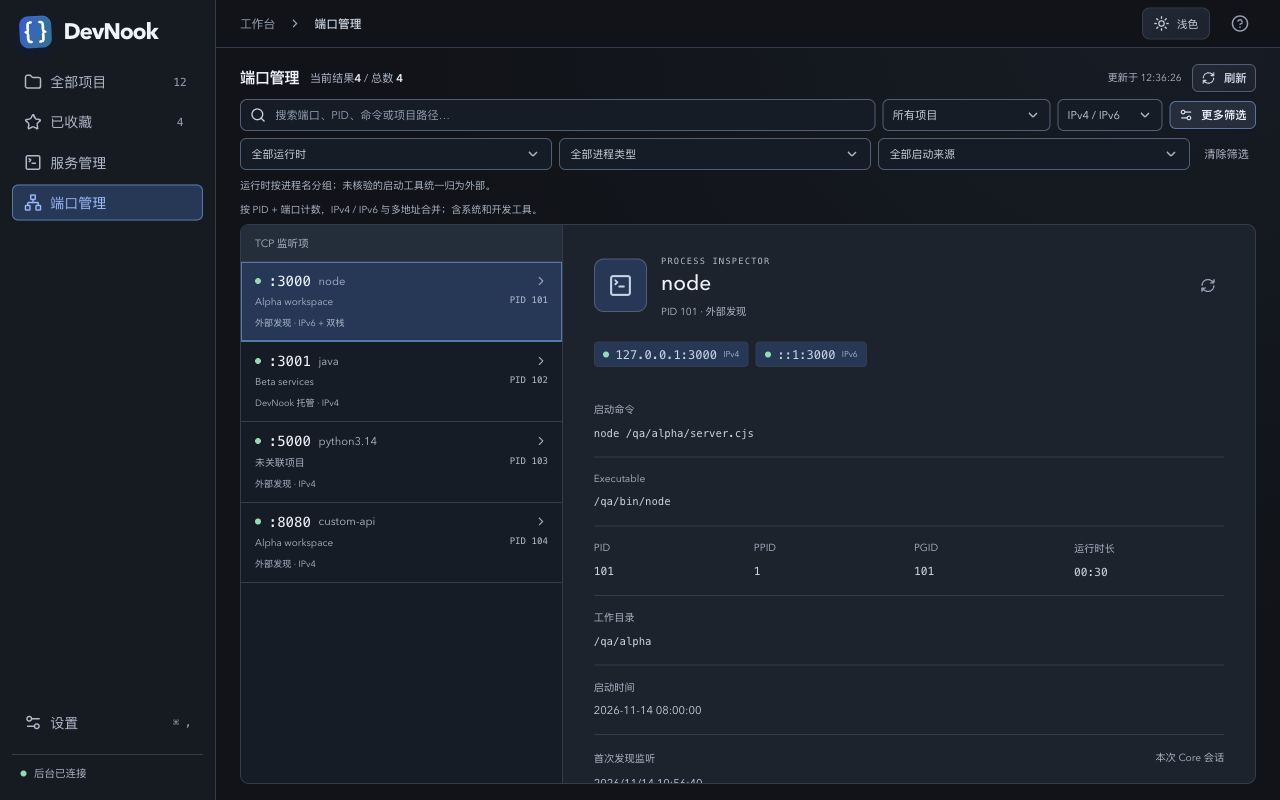 DevNook
全部项目 12
已收藏 4
服务管理
端口管理
设置 ⌘ ,
后台已连接
工作台 > 端口管理
浅色
端口管理 当前结果4 / 总数 4
更新于 12:36:26
刷新
搜索端口、PID、命令或项目路径…
所有项目
IPv4 / IPv6
更多筛选
全部运行时
全部进程类型
全部启动来源
清除筛选
运行时按进程名分组；未核验的启动工具统一归为外部。
按 PID + 端口计数，IPv4 / IPv6 与多地址合并；含系统和开发工具。
TCP 监听项
:3000 node
Alpha workspace PID 101
外部发现 · IPv6 + 双栈
:3001 java
Beta services PID 102
DevNook 托管 · IPv4
:5000 python3.14
未关联项目 PID 103
外部发现 · IPv4
:8080 custom-api
Alpha workspace PID 104
外部发现 · IPv4
PROCESS INSPECTOR
node
PID 101 · 外部发现
127.0.0.1:3000 IPv4
::1:3000 IPv6
启动命令
node /qa/alpha/server.cjs
Executable
/qa/bin/node
PID PPID PGID 运行时长
101 1 101 00:30
工作目录
/qa/alpha
启动时间
2026-11-14 08:00:00
首次发现监听 本次 Core 会话